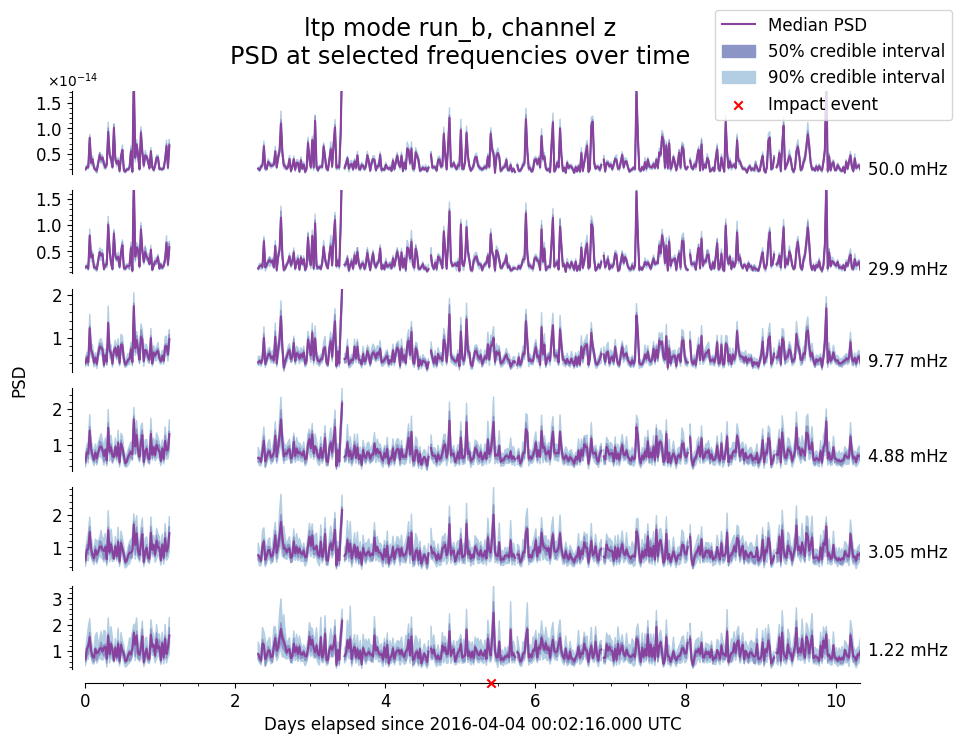 ltp mode run_b, channel z
PSD at selected frequencies over time
Median PSD
50% credible interval
90% credible interval
Impact event
×10⁻¹⁴
1.5
1.0
0.5
50.0 mHz
1.5
1.0
0.5
29.9 mHz
2
1
9.77 mHz
PSD
2
1
4.88 mHz
2
1
3.05 mHz
3
2
1
1.22 mHz
0 2 4 6 8 10
Days elapsed since 2016-04-04 00:02:16.000 UTC